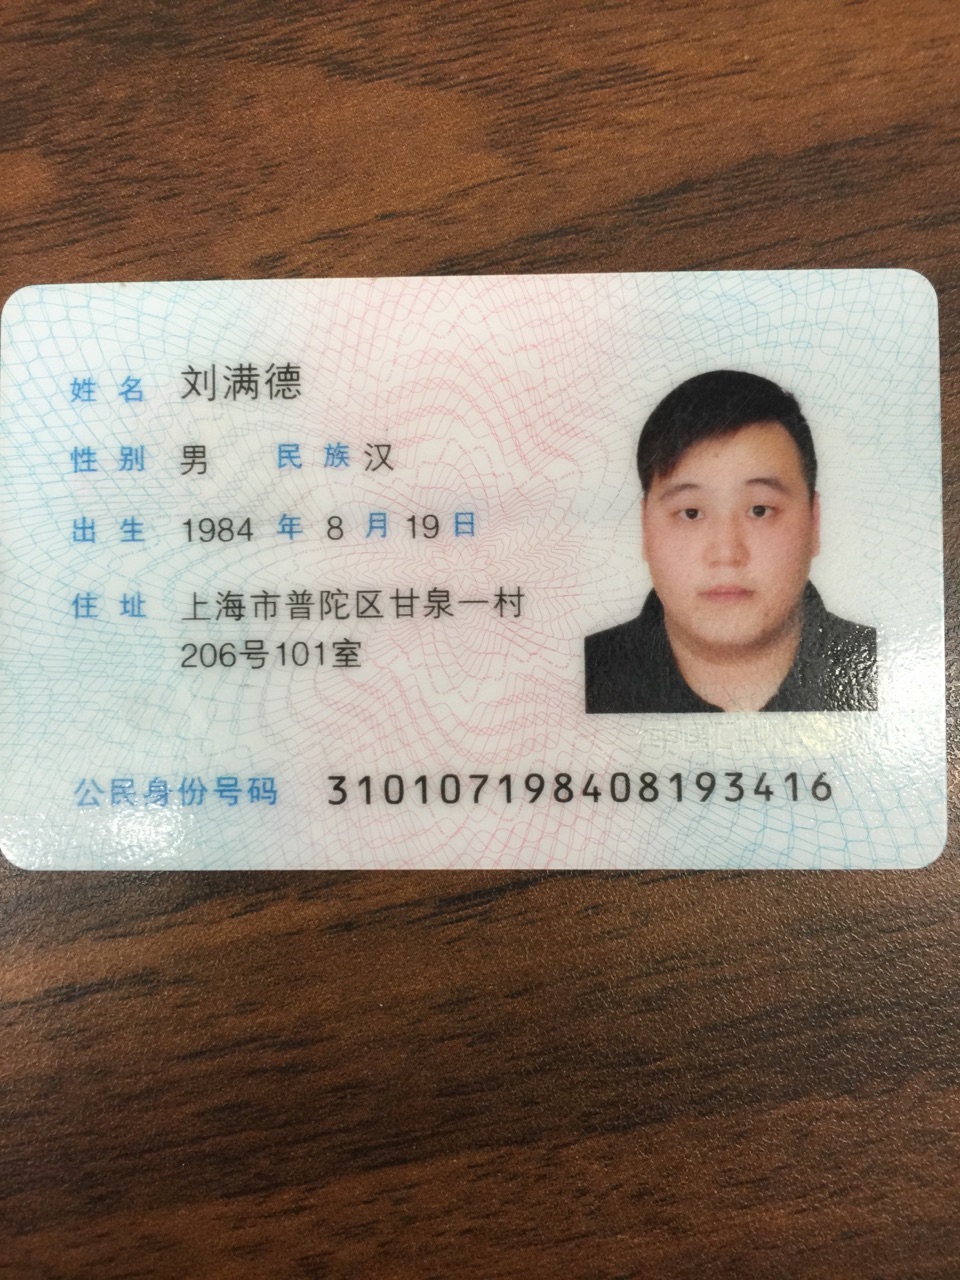 姓名 刘满德
性别 男 民族 汉
出生 1984 年 8 月 19 日
住址 上海市普陀区甘泉一村
206号101室
公民身份号码 310107198408193416